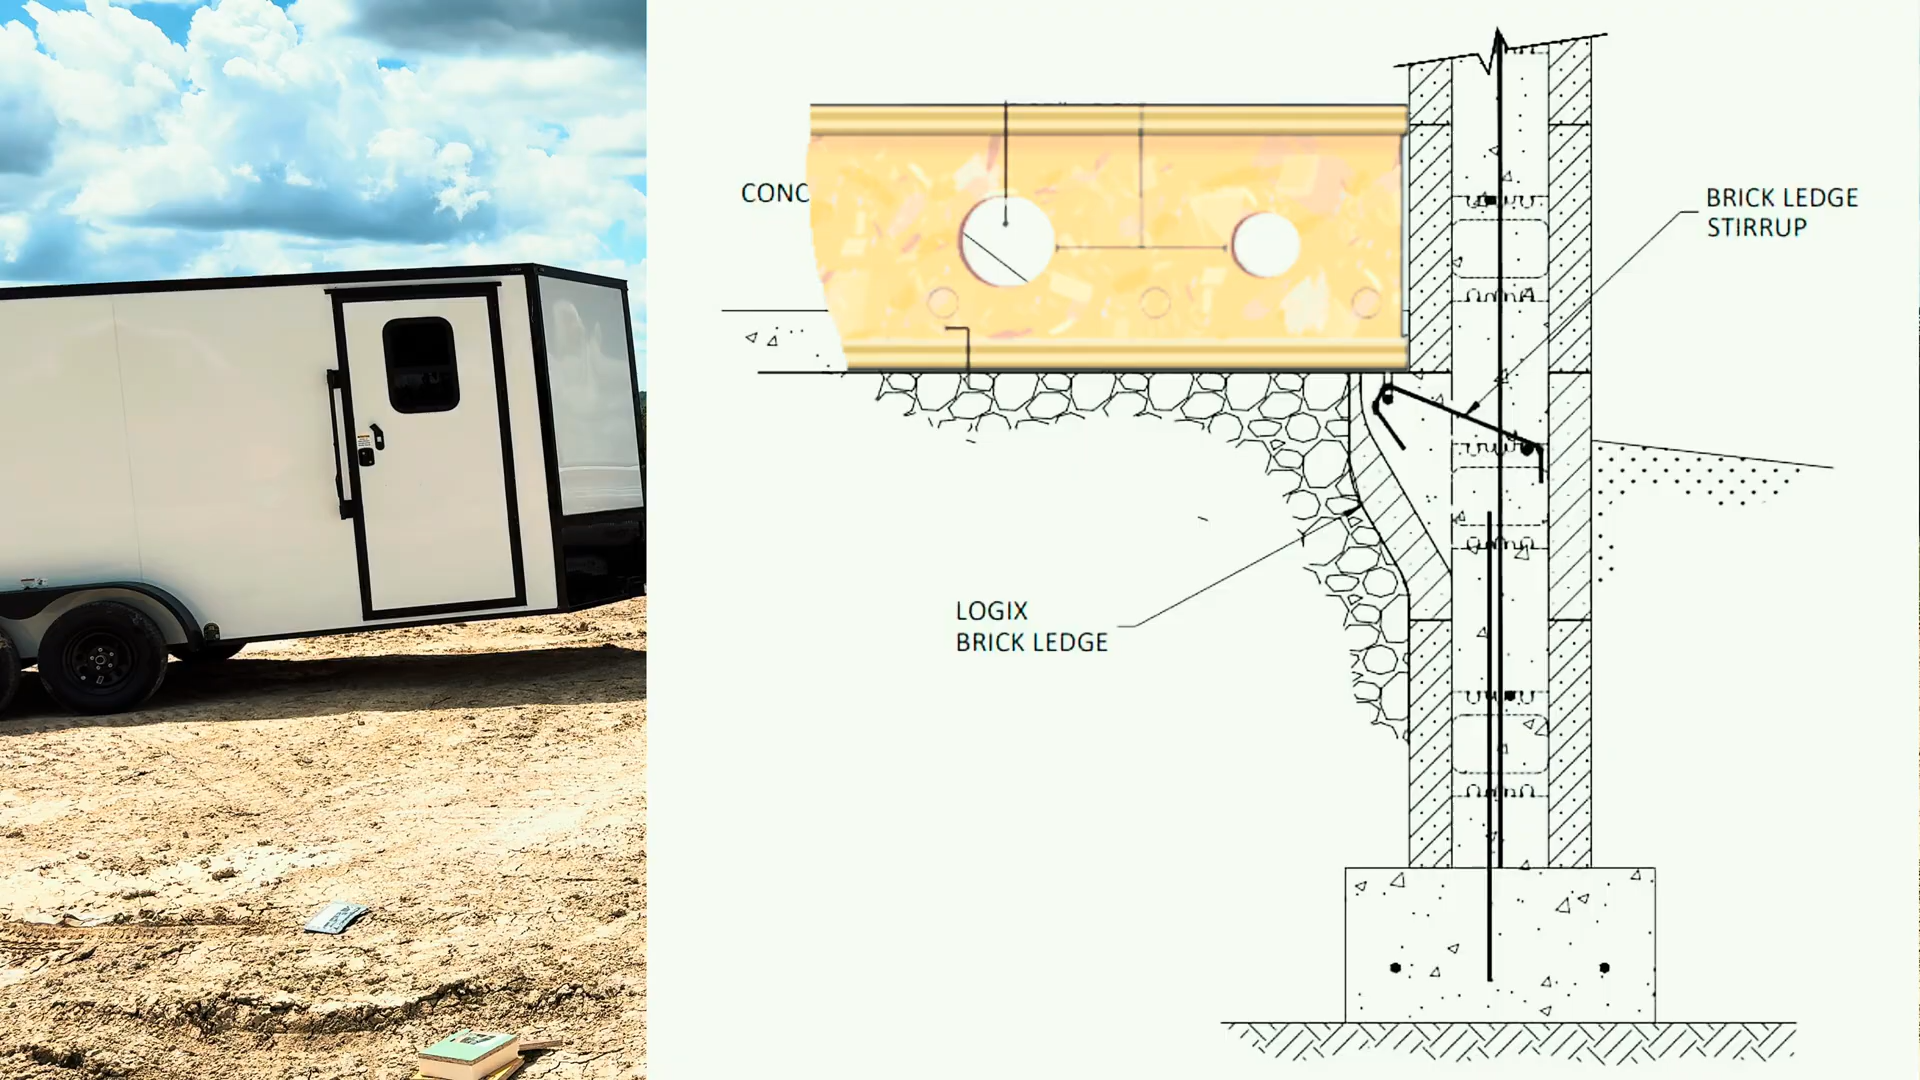 CONC
BRICK LEDGE
STIRRUP
LOGIX
BRICK LEDGE